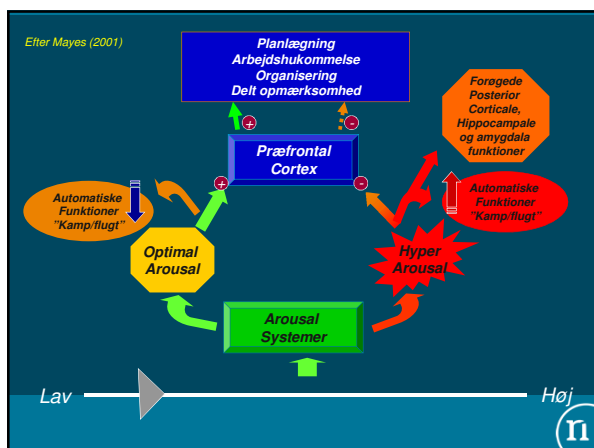 Efter Mayes (2001)
Planlægning
Arbejdshukommelse
Organisering
Delt opmærksomhed
Forøgede
Posterior
Corticale,
Hippocampale
og amygdala
funktioner
+
-
Præfrontal
Cortex
+
-
Automatiske
Funktioner
"Kamp/flugt"
Automatiske
Funktioner
"Kamp/flugt"
Optimal
Arousal
Hyper
Arousal
Arousal
Systemer
Lav
Høj
n